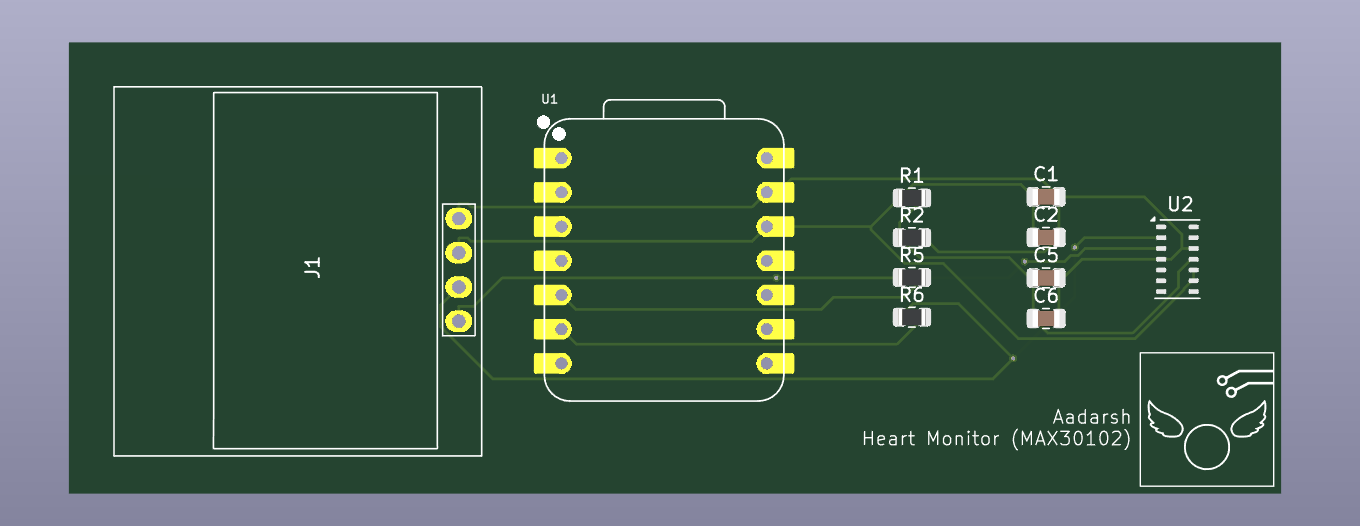 U1
R1
C1
R2
C2
U2
R5
C5
J1
R6
C6
Aadarsh
Heart Monitor (MAX30102)